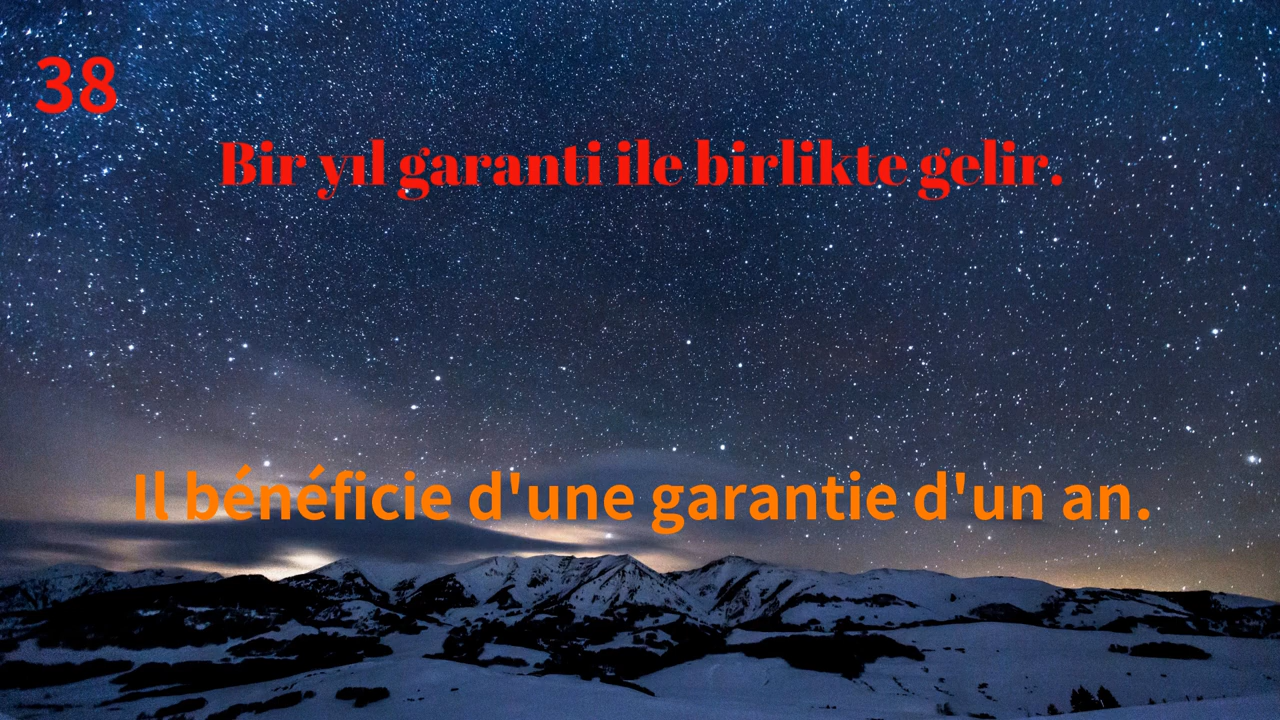 38
Bir yıl garanti ile birlikte gelir.
Il bénéficie d'une garantie d'un an.